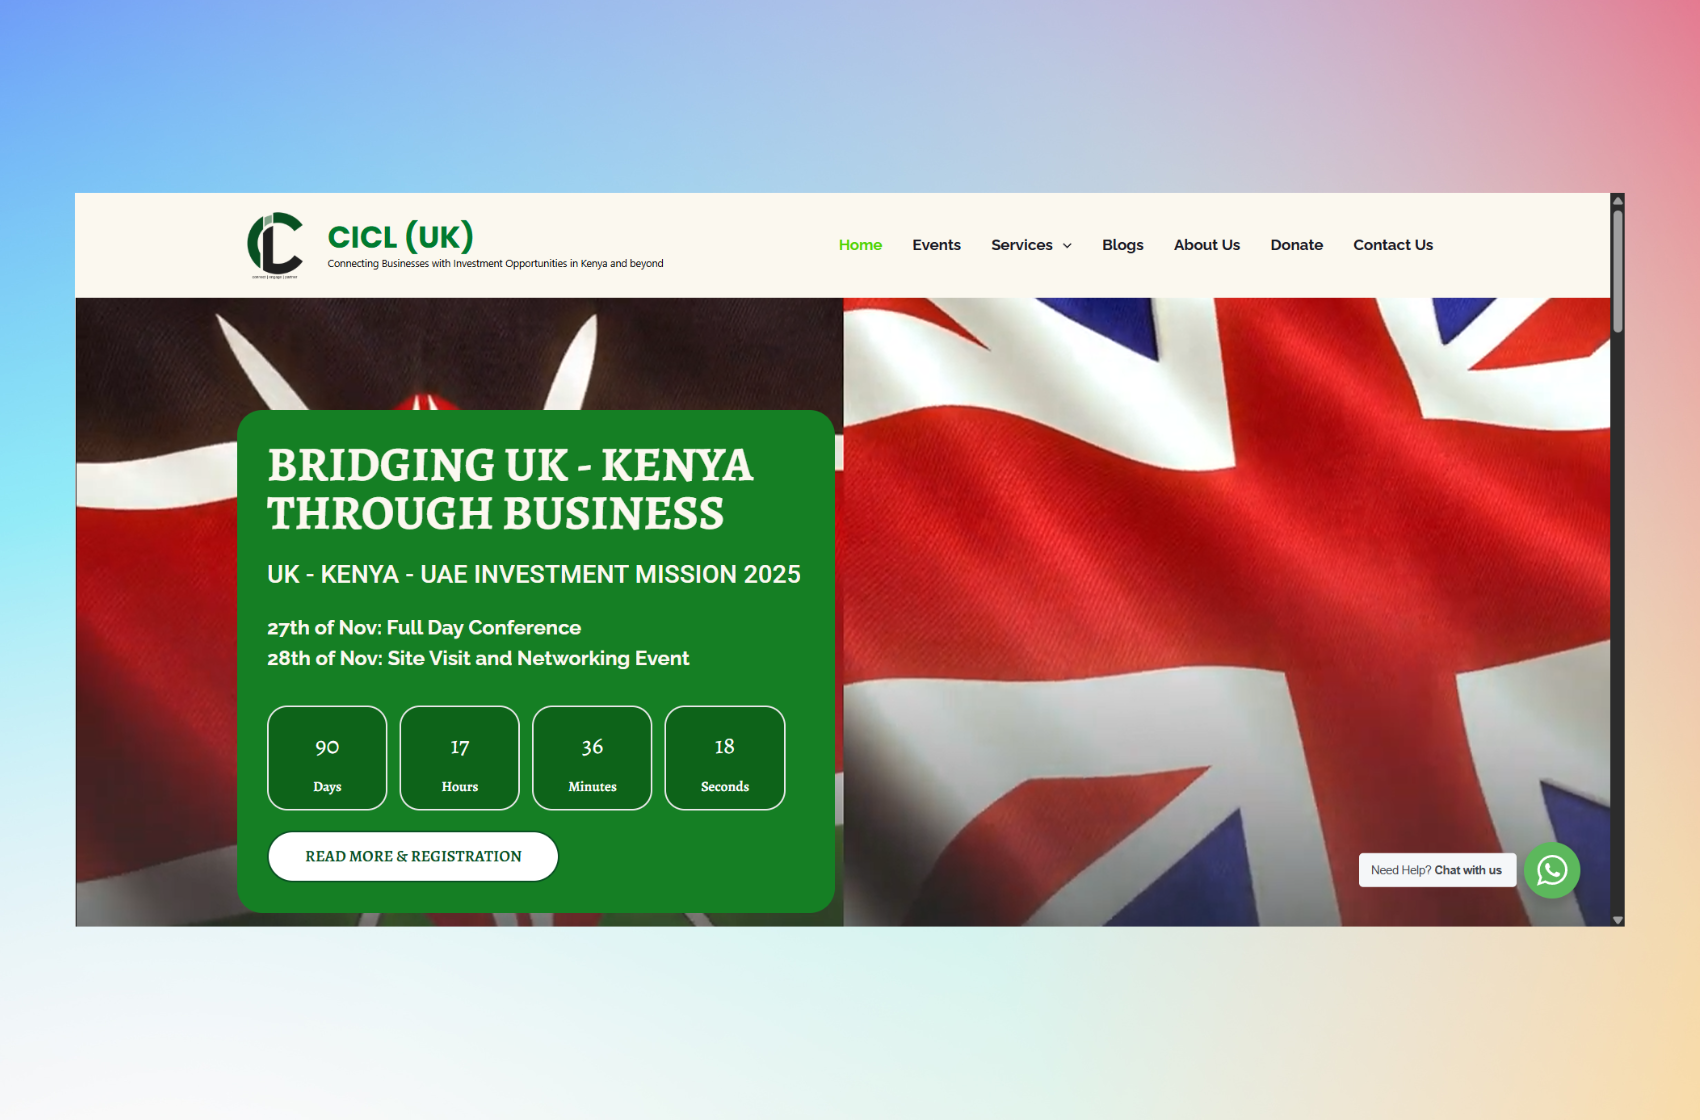 CICL (UK)
Connecting Businesses with Investment Opportunities in Kenya and beyond
Home
Events
Services
Blogs
About Us
Donate
Contact Us
BRIDGING UK - KENYA
THROUGH BUSINESS
UK - KENYA - UAE INVESTMENT MISSION 2025
27th of Nov: Full Day Conference
28th of Nov: Site Visit and Networking Event
90
Days
17
Hours
36
Minutes
18
Seconds
READ MORE & REGISTRATION
Need Help? Chat with us